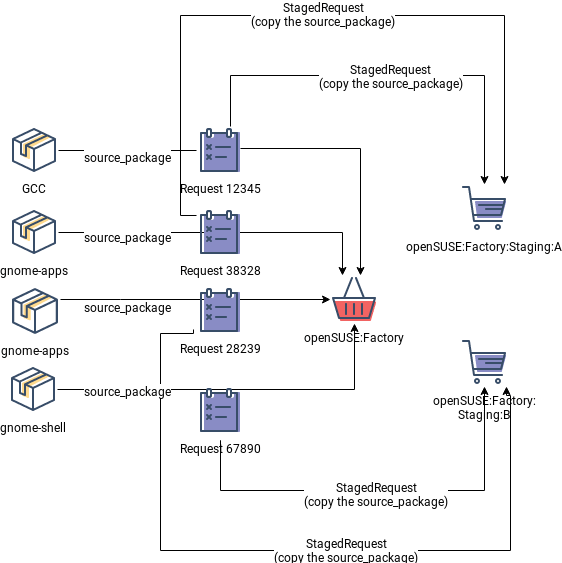 StagedRequest
(copy the source_package)
StagedRequest
(copy the source_package)
source_package
GCC
Request 12345
source_package
gnome-apps
Request 38328
openSUSE:Factory:Staging:A
source_package
gnome-apps
Request 28239
openSUSE:Factory
source_package
gnome-shell
Request 67890
openSUSE:Factory:
Staging:B
StagedRequest
(copy the source_package)
StagedRequest
(copy the source_package)